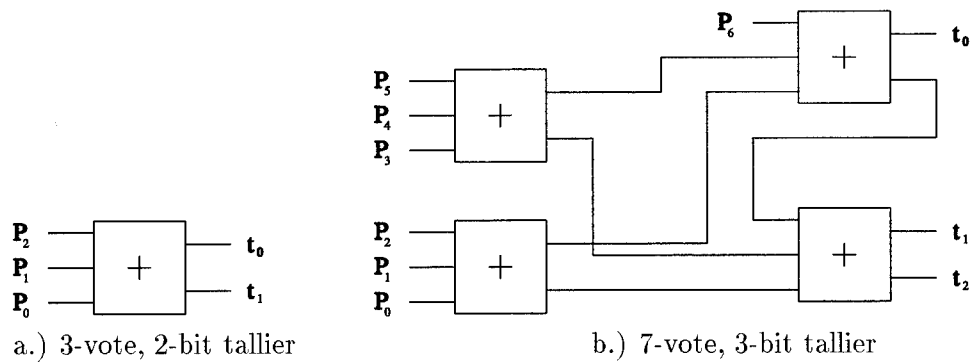 P₆
t₀
+
P₅
P₄
P₃
+
P₂
P₁
P₀
+
t₀
t₁
P₂
P₁
P₀
+
+
t₁
t₂
a.) 3-vote, 2-bit tallier
b.) 7-vote, 3-bit tallier